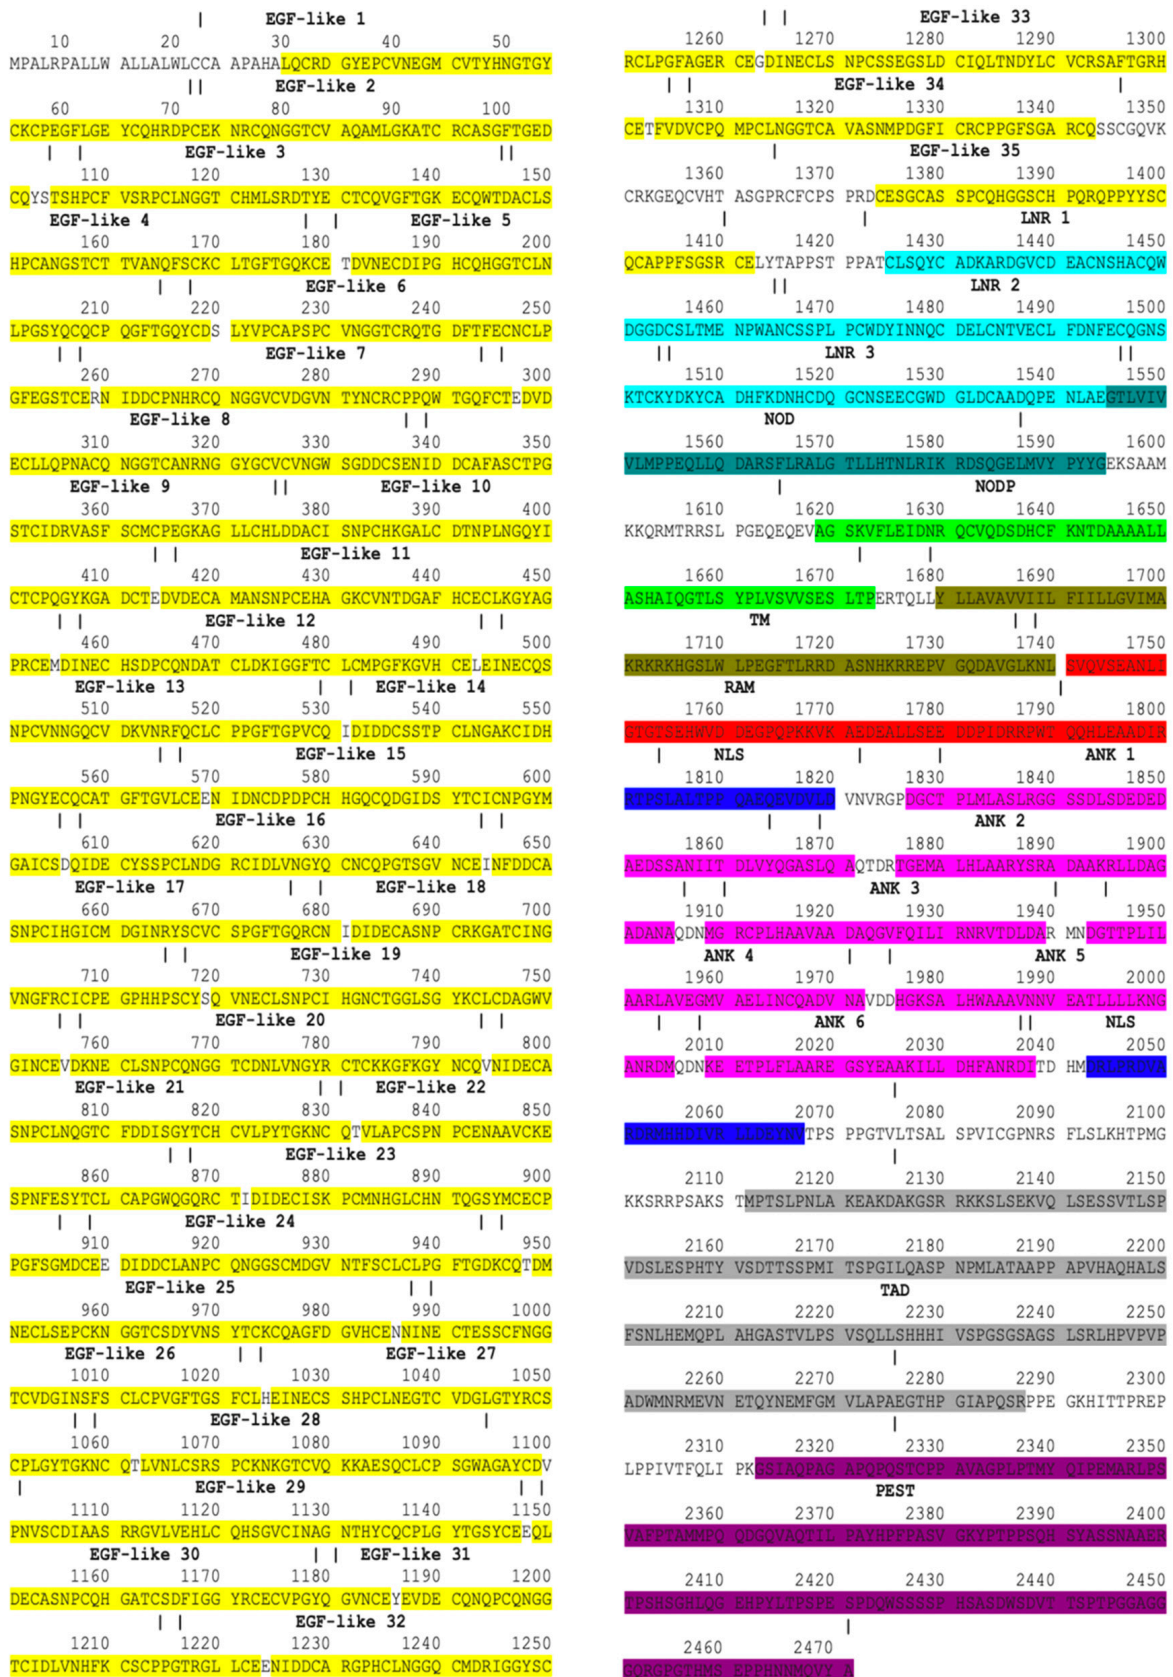 | EGF-like 1
10 20 30 40 50
MPALRPALLW ALLALWLCCA APAHALQCRD GYEPCVNEGM CVTYHNGTGY
| | EGF-like 2
60 70 80 90 100
CKCPEGFLGE YCQHRDPCEK NRCQNGGTCV AQAMLGKATC RCASGFTGED
| | EGF-like 3 | |
110 120 130 140 150
CQYSTSHPCF VSRPCLNGGT CHMLSRDTYE CTCQVGFTGK ECQWTDACLS
EGF-like 4 | | EGF-like 5
160 170 180 190 200
HPCANGSTCT TVANQFSCKC LTGFTGQKCE TDVNECDIPG HCQHGGTCLN
| | EGF-like 6
210 220 230 240 250
LPGSYQCQCP QGFTGQYCDS LYVPCAPSPC VNGGTCRQTG DFTFECNCLP
| | EGF-like 7 | |
260 270 280 290 300
GFEGSTCERN IDDCPNHRCQ NGGVCVDGVN TYNCRCPPQW TGQFCTEDVD
EGF-like 8 | |
310 320 330 340 350
ECLLQPNACQ NGGTCANRNG GYGCVCVNGW SGDDCSENID DCAFASCTPG
EGF-like 9 | | EGF-like 10
360 370 380 390 400
STCIDRVASF SCMCPEGKAG LLCHLDDACI SNPCHKGALC DTNPLNGQYI
| | EGF-like 11
410 420 430 440 450
CTCPQGYKGA DCTEDVDECA MANSNPCEHA GKCVNTDGAF HCECLKGYAG
| | EGF-like 12 | |
460 470 480 490 500
PRCEMDINEC HSDPCQNDAT CLDKIGGFTC LCMPGFKGVH CELEINECQS
EGF-like 13 | | EGF-like 14
510 520 530 540 550
NPCVNNGQCV DKVNRFQCLC PPGFTGPVCQ IDIDDCSSTP CLNGAKCIDH
| | EGF-like 15
560 570 580 590 600
PNGYECQCAT GFTGVLCEEN IDNCDPDPCH HGQCQDGIDS YTCICNPGYM
| | EGF-like 16 | |
610 620 630 640 650
GAICSDQIDE CYSSPCLNDG RCIDLVNGYQ CNCQPGTSGV NCEINFDDCA
EGF-like 17 | | EGF-like 18
660 670 680 690 700
SNPCIHGICM DGINRYSCVC SPGFTGQRCN IDIDECASNP CRKGATCING
| | EGF-like 19
710 720 730 740 750
VNGFRCICPE GPHHPSCYSQ VNECLSNPCI HGNCTGGLSG YKCLCDAGWV
| | EGF-like 20 | |
760 770 780 790 800
GINCEVDKNE CLSNPCQNGG TCDNLVNGYR CTCKKGFKGY NCQVNIDECA
EGF-like 21 | | EGF-like 22
810 820 830 840 850
SNPCLNQGTC FDDISGYTCH CVLPYTGKNC QTVLAPCSPN PCENAAVCKE
| | EGF-like 23
860 870 880 890 900
SPNFESYTCL CAPGWQGQRC TIDIDECISK PCMNHGLCHN TQGSYMCECP
| | EGF-like 24 | |
910 920 930 940 950
PGFSGMDCEE DIDDCLANPC QNGGSCMDGV NTFSCLCLPG FTGDKCQTDM
EGF-like 25 | |
960 970 980 990 1000
NECLSEPCKN GGTCSDYVNS YTCKCQAGFD GVHCENNINE CTESSCFNGG
EGF-like 26 | | EGF-like 27
1010 1020 1030 1040 1050
TCVDGINSFS CLCPVGFTGS FCLHEINECS SHPCLNEGTC VDGLGTYRCS
| | EGF-like 28 |
1060 1070 1080 1090 1100
CPLGYTGKNC QTLVNLCSRS PCKNKGTCVQ KKAESQCLCP SGWAGAYCDV
| EGF-like 29 | |
1110 1120 1130 1140 1150
PNVSCDIAAS RRGVLVEHLC QHSGVCINAG NTHYCQCPLG YTGSYCEEQL
EGF-like 30 | | EGF-like 31
1160 1170 1180 1190 1200
DECASNPCQH GATCSDFIGG YRCECVPGYQ GVNCEYEVDE CQNQPCQNGG
| | EGF-like 32
1210 1220 1230 1240 1250
TCIDLVNHFK CSCPPGTRGL LCEENIDDCA RGPHCLNGGQ CMDRIGGYSC
| | EGF-like 33
1260 1270 1280 1290 1300
RCLPGFAGER CEGDINECLS NPCSSEGSLD CIQLTNDYLC VCRSAFTGRH
| | EGF-like 34 |
1310 1320 1330 1340 1350
CETFVDVCPQ MPCLNGGTCA VASNMPDGFI CRCPPGFSGA RCQSSCGQVK
| EGF-like 35
1360 1370 1380 1390 1400
CRKGEQCVHT ASGPRCFCPS PRDCESGCAS SPCQHGGSCH PQRQPPYYSC
| | LNR 1
1410 1420 1430 1440 1450
QCAPPFSGSR CELYTAPPST PPATCLSQYC ADKARDGVCD EACNSHACQW
| | LNR 2
1460 1470 1480 1490 1500
DGGDCSLTME NPWANCSSPL PCWDYINNQC DELCNTVECL FDNFECQGNS
| | LNR 3 | |
1510 1520 1530 1540 1550
KTCKYDKYCA DHFKDNHCDQ GCNSEECGWD GLDCAADQPE NLAEGTLVIV
NOD |
1560 1570 1580 1590 1600
VLMPPEQLLQ DARSFLRALG TLLHTNLRIK RDSQGELMVY PYYGEKSAAM
| NODP
1610 1620 1630 1640 1650
KKQRMTRRSL PGEQEQEVAG SKVFLEIDNR QCVQDSDHCF KNTDAAAALL
| |
1660 1670 1680 1690 1700
ASHAIQGTLS YPLVSVVSES LTPERTQLLY LLAVAVVIIL FIILLGVIMA
TM | |
1710 1720 1730 1740 1750
KRKRKHGSLW LPEGFTLRRD ASNHKRREPV GQDAVGLKNL SVQVSEANLI
RAM |
1760 1770 1780 1790 1800
GTGTSEHWVD DEGPQPKKVK AEDEALLSEE DDPIDRRPWT QQHLEAADIR
| NLS | | ANK 1
1810 1820 1830 1840 1850
RTPSLALTPP QAEQEVDVLD VNVRGPDGCT PLMLASLRGG SSDLSDEDED
| | ANK 2
1860 1870 1880 1890 1900
AEDSSANIIT DLVYQGASLQ AQTDRTGEMA LHLAARYSRA DAAKRLLDAG
| | ANK 3 | |
1910 1920 1930 1940 1950
ADANAQDNMG RCPLHAAVAA DAQGVFQILI RNRVTDLDAR MNDGTTPLIL
ANK 4 | | ANK 5
1960 1970 1980 1990 2000
AARLAVEGMV AELINCQADV NAVDDHGKSA LHWAAAVNNV EATLLLLKNG
| | ANK 6 | | NLS
2010 2020 2030 2040 2050
ANRDMQDNKE ETPLFLAARE GSYEAAKILL DHFANRDITD HMDRLPRDVA
|
2060 2070 2080 2090 2100
RDRMHHDIVR LLDEYNVTPS PPGTVLTSAL SPVICGPNRS FLSLKHTPMG
|
2110 2120 2130 2140 2150
KKSRRPSAKS TMPTSLPNLA KEAKDAKGSR RKKSLSEKVQ LSESSVTLSP
2160 2170 2180 2190 2200
VDSLESPHTY VSDTTSSPMI TSPGILQASP NPMLATAAPP APVHAQHALS
TAD
2210 2220 2230 2240 2250
FSNLHEMQPL AHGASTVLPS VSQLLSHHHI VSPGSGSAGS LSRLHPVPVP
|
2260 2270 2280 2290 2300
ADWMNRMEVN ETQYNEMFGM VLAPAEGTHP GIAPQSRPPE GKHITTPREP
|
2310 2320 2330 2340 2350
LPPIVTFQLI PKGSIAQPAG APQPQSTCPP AVAGPLPTMY QIPEMARLPS
PEST
2360 2370 2380 2390 2400
VAFPTAMMPQ QDGQVAQTIL PAYHPFPASV GKYPTPPSQH SYASSNAAER
2410 2420 2430 2440 2450
TPSHSGHLQG EHPYLTPSPE SPDQWSSSSP HSASDWSDVT TSPTPGGAGG
|
2460 2470
GQRGPGTHMS EPPHNNMQVY A